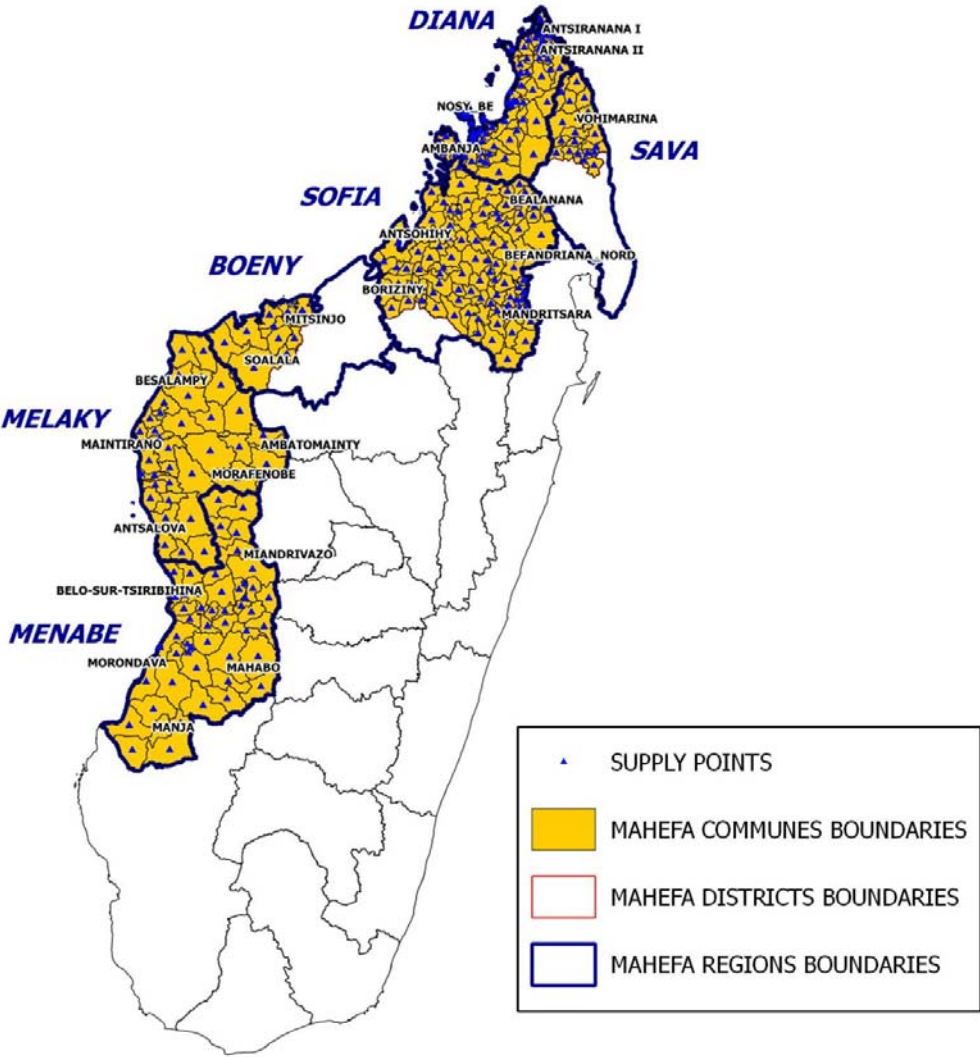 DIANA
ANTSIRANANA I
ANTSIRANANA II
NOSY_BE
VOHIMARINA
AMBANJA
SAVA
SOFIA
BEALANANA
ANTSOHIHY
BEFANDRIANA_NORD
BOENY
BORIZINY
MITSINJO
MANDRITSARA
SOALALA
BESALAMPY
MELAKY
MAINTIRANO
AMBATOMAINTY
MORAFENOBE
ANTSALOVA
MIANDRIVAZO
BELO-SUR-TSIRIBIHINA
MENABE
MORONDAVA
MAHABO
MANJA
SUPPLY POINTS
MAHEFA COMMUNES BOUNDARIES
MAHEFA DISTRICTS BOUNDARIES
MAHEFA REGIONS BOUNDARIES